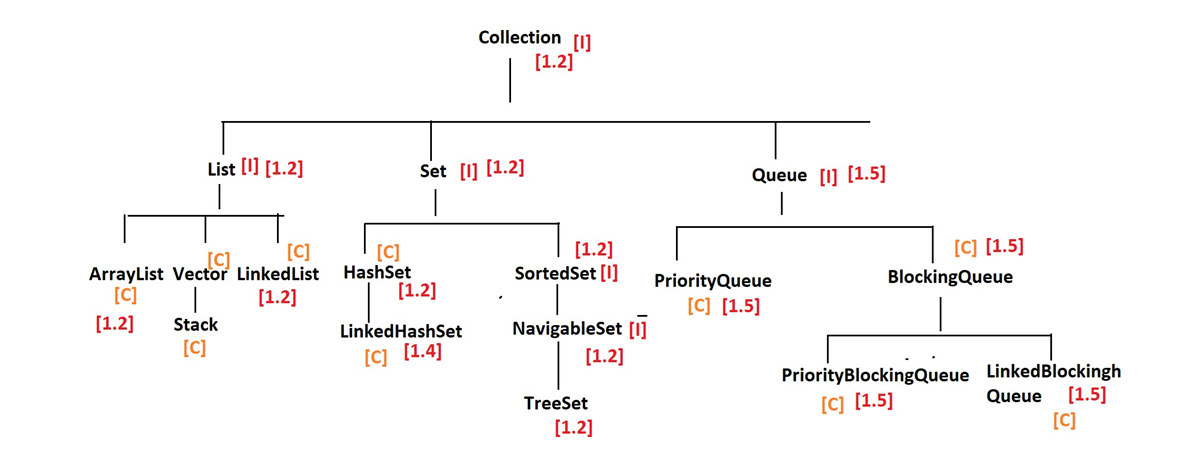 Collection [I]
[1.2]
List [I] [1.2]
Set [I] [1.2]
Queue [I] [1.5]
ArrayList
[C]
[1.2]
[C]
Vector
Stack
[C]
[C]
LinkedList
[1.2]
[C]
HashSet
[1.2]
LinkedHashSet
[C] [1.4]
[1.2]
SortedSet [I]
NavigableSet [I]
[1.2]
TreeSet
[1.2]
PriorityQueue
[C] [1.5]
[C] [1.5]
BlockingQueue
PriorityBlockingQueue
[C] [1.5]
LinkedBlockingh
Queue [1.5]
[C]